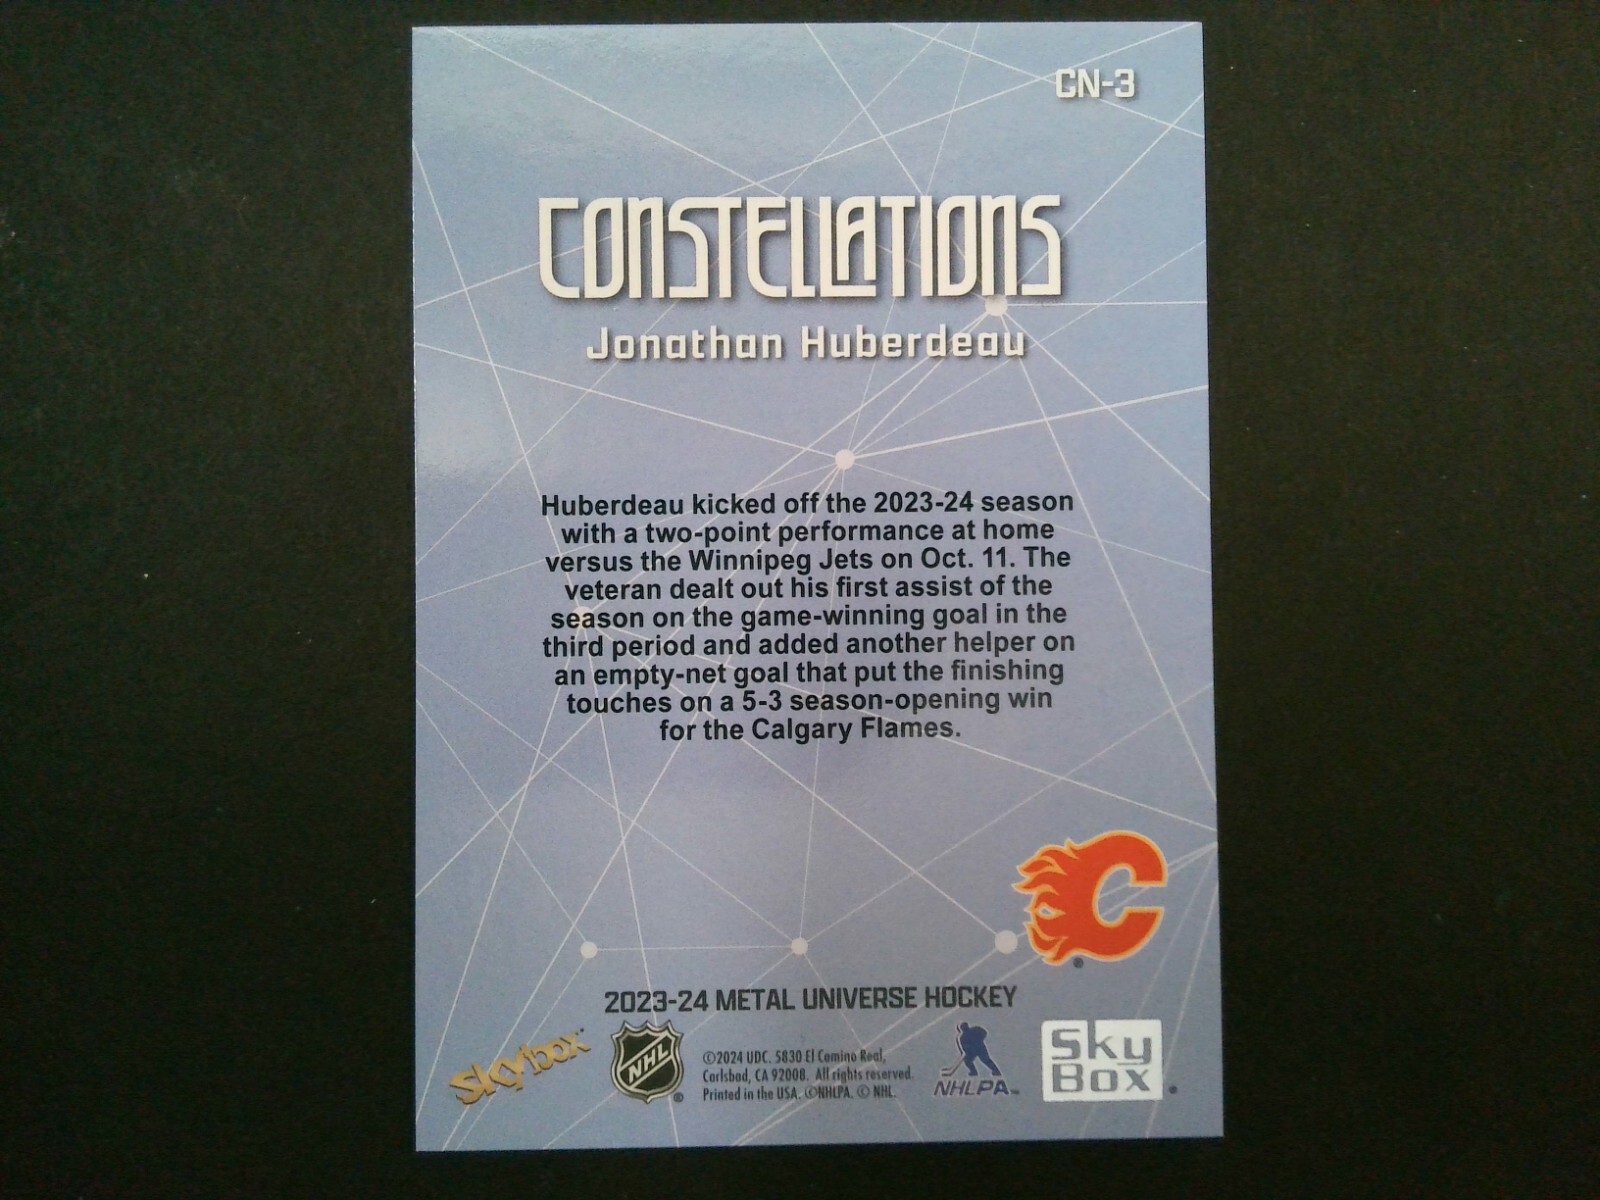 CN-3
CONSTELLATIONS
Jonathan Huberdeau
Huberdeau kicked off the 2023-24 season
with a two-point performance at home
versus the Winnipeg Jets on Oct. 11. The
veteran dealt out his first assist of the
season on the game-winning goal in the
third period and added another helper on
an empty-net goal that put the finishing
touches on a 5-3 season-opening win
for the Calgary Flames.
C
®
2023-24 METAL UNIVERSE HOCKEY
skybox™
NHL
®
©2024 UDC. 5830 El Camino Real,
Carlsbad, CA 92008. All rights reserved.
Printed in the USA. ©NHLPA. © NHL.
NHLPA™
Sky
Box
®